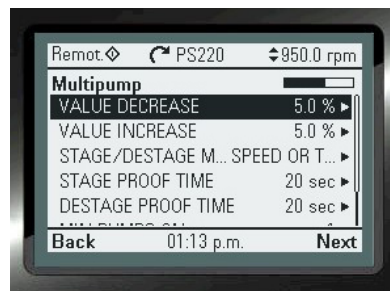 Remot. PS220 950.0 rpm
Multipump
VALUE DECREASE 5.0 %
VALUE INCREASE 5.0 %
STAGE/DESTAGE M... SPEED OR T...
STAGE PROOF TIME 20 sec
DESTAGE PROOF TIME 20 sec
Back 01:13 p.m. Next